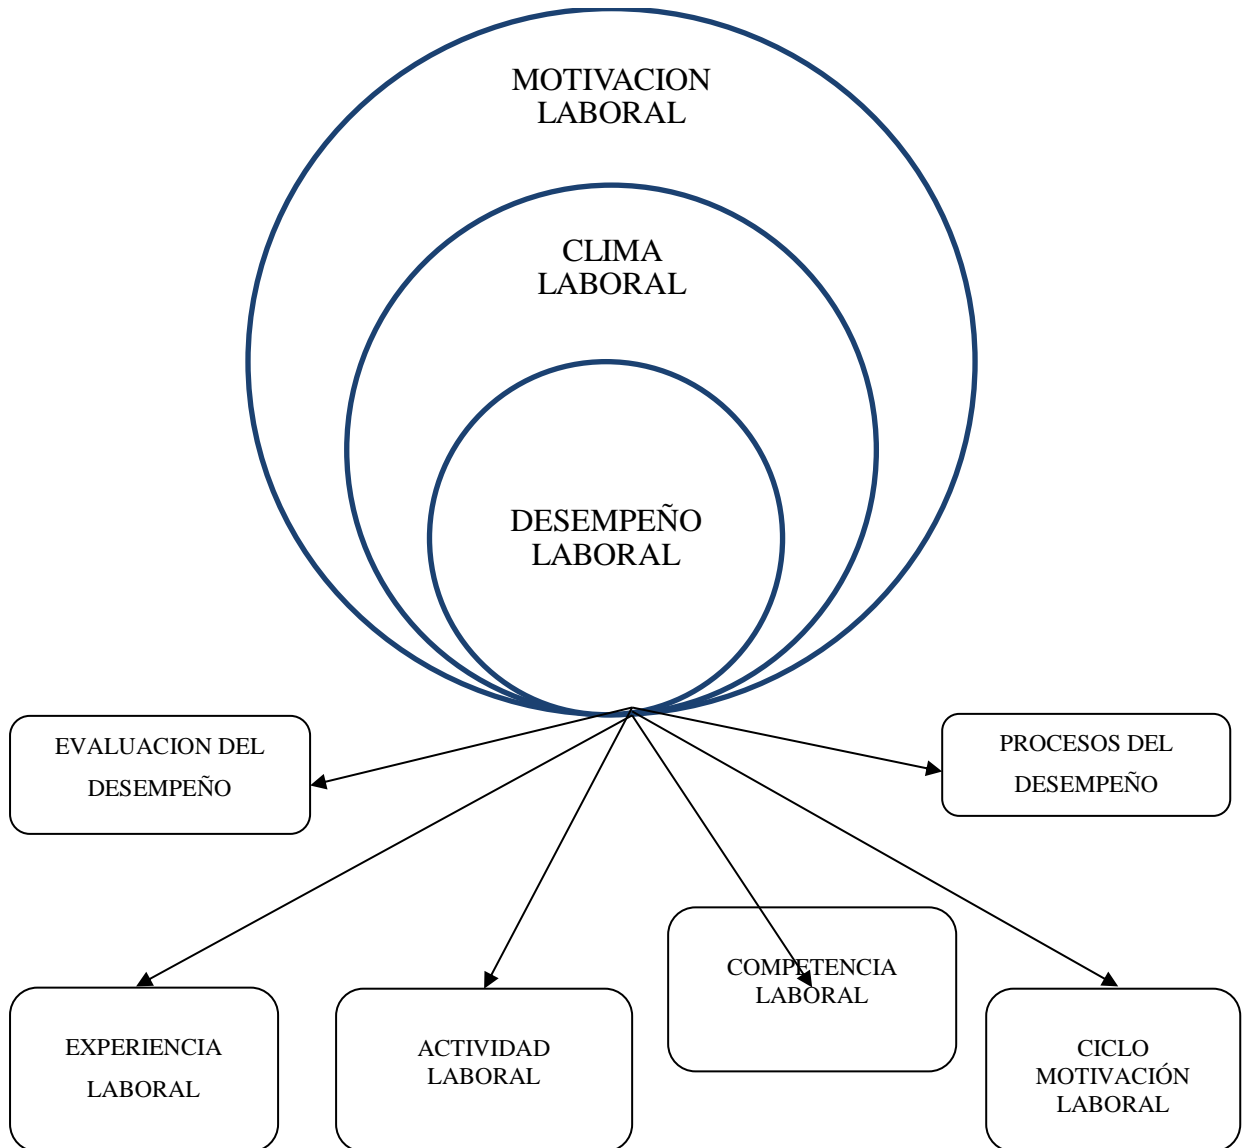 MOTIVACION
LABORAL
CLIMA
LABORAL
DESEMPEÑO
LABORAL
EVALUACION DEL
DESEMPEÑO
PROCESOS DEL
DESEMPEÑO
COMPETENCIA
LABORAL
EXPERIENCIA
LABORAL
ACTIVIDAD
LABORAL
CICLO
MOTIVACIÓN
LABORAL